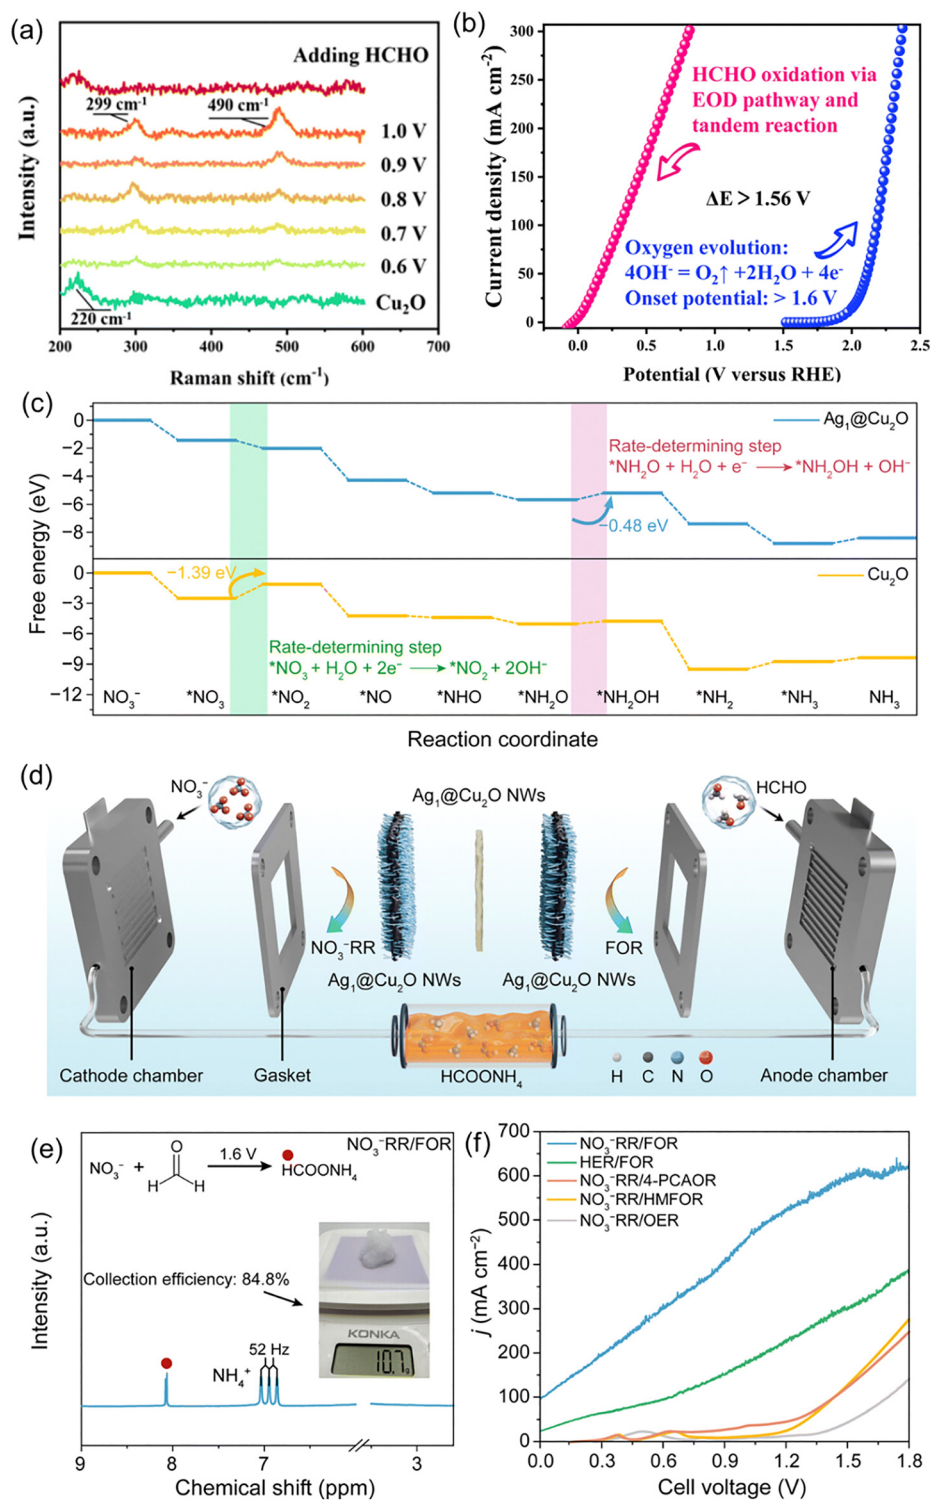 (a)
Adding HCHO
299 cm⁻¹
490 cm⁻¹
1.0 V
0.9 V
0.8 V
0.7 V
0.6 V
Cu₂O
220 cm⁻¹
Intensity (a.u.)
200 300 400 500 600 700
Raman shift (cm⁻¹)
(b)
HCHO oxidation via
EOD pathway and
tandem reaction
ΔE > 1.56 V
Oxygen evolution:
4OH⁻ = O₂↑ +2H₂O + 4e⁻
Onset potential: > 1.6 V
Current density (mA cm⁻²)
300
250
200
150
100
50
0
0.0 0.5 1.0 1.5 2.0 2.5
Potential (V versus RHE)
(c)
Free energy (eV)
0
−2
−4
−6
−8
Ag₁@Cu₂O
Rate-determining step
*NH₂O + H₂O + e⁻ ⟶ *NH₂OH + OH⁻
−0.48 eV
0
−3
−6
−9
−12
−1.39 eV
Cu₂O
Rate-determining step
*NO₃ + H₂O + 2e⁻ ⟶ *NO₂ + 2OH⁻
NO₃⁻ *NO₃ *NO₂ *NO *NHO *NH₂O *NH₂OH *NH₂ *NH₃ NH₃
Reaction coordinate
(d)
NO₃⁻
Ag₁@Cu₂O NWs
HCHO
NO₃⁻RR
FOR
Ag₁@Cu₂O NWs
Ag₁@Cu₂O NWs
Cathode chamber
Gasket
HCOONH₄
H C N O
Anode chamber
(e)
NO₃⁻RR/FOR
NO₃⁻ +
O
H H
1.6 V
HCOONH₄
Collection efficiency: 84.8%
KONKA
10.7g
52 Hz
NH₄⁺
Intensity (a.u.)
9 8 7 3
Chemical shift (ppm)
(f)
NO₃⁻RR/FOR
HER/FOR
NO₃⁻RR/4-PCAOR
NO₃⁻RR/HMFOR
NO₃⁻RR/OER
j (mA cm⁻²)
700
600
500
400
300
200
100
0
0.0 0.3 0.6 0.9 1.2 1.5 1.8
Cell voltage (V)